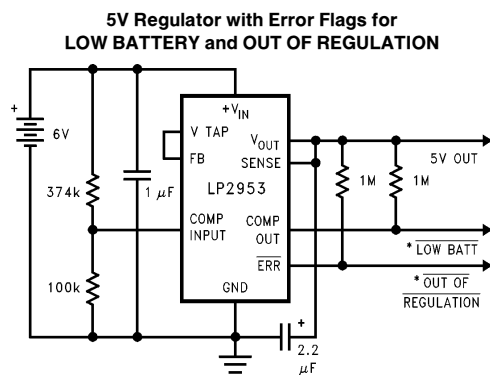 5V Regulator with Error Flags for
LOW BATTERY and OUT OF REGULATION
+VIN
+
6V
V TAP
FB
VOUT
SENSE
5V OUT
374k
1 μF
LP2953
1M
1M
COMP
INPUT
COMP
OUT
* LOW BATT
ERR
* OUT OF
REGULATION
100k
GND
+
2.2
μF